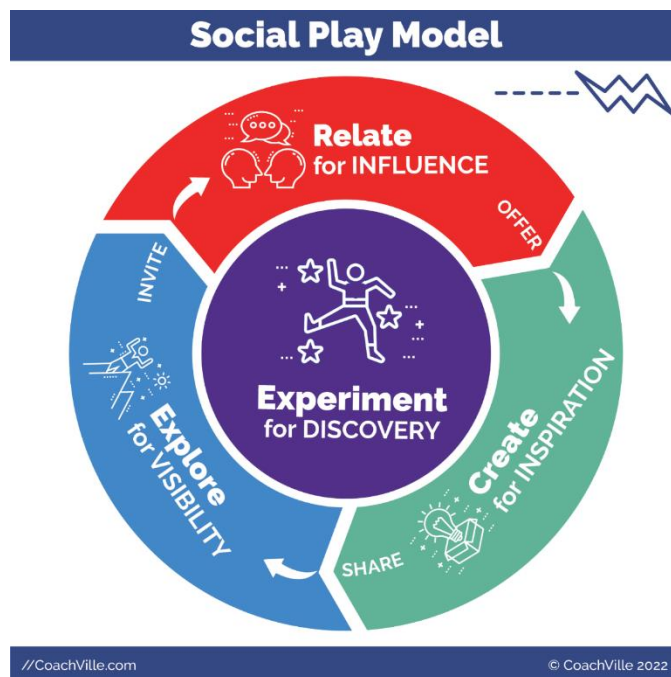 Social Play Model
Relate
for INFLUENCE
OFFER
Create
for INSPIRATION
SHARE
Explore
for VISIBILITY
INVITE
Experiment
for DISCOVERY
//CoachVille.com
© CoachVille 2022